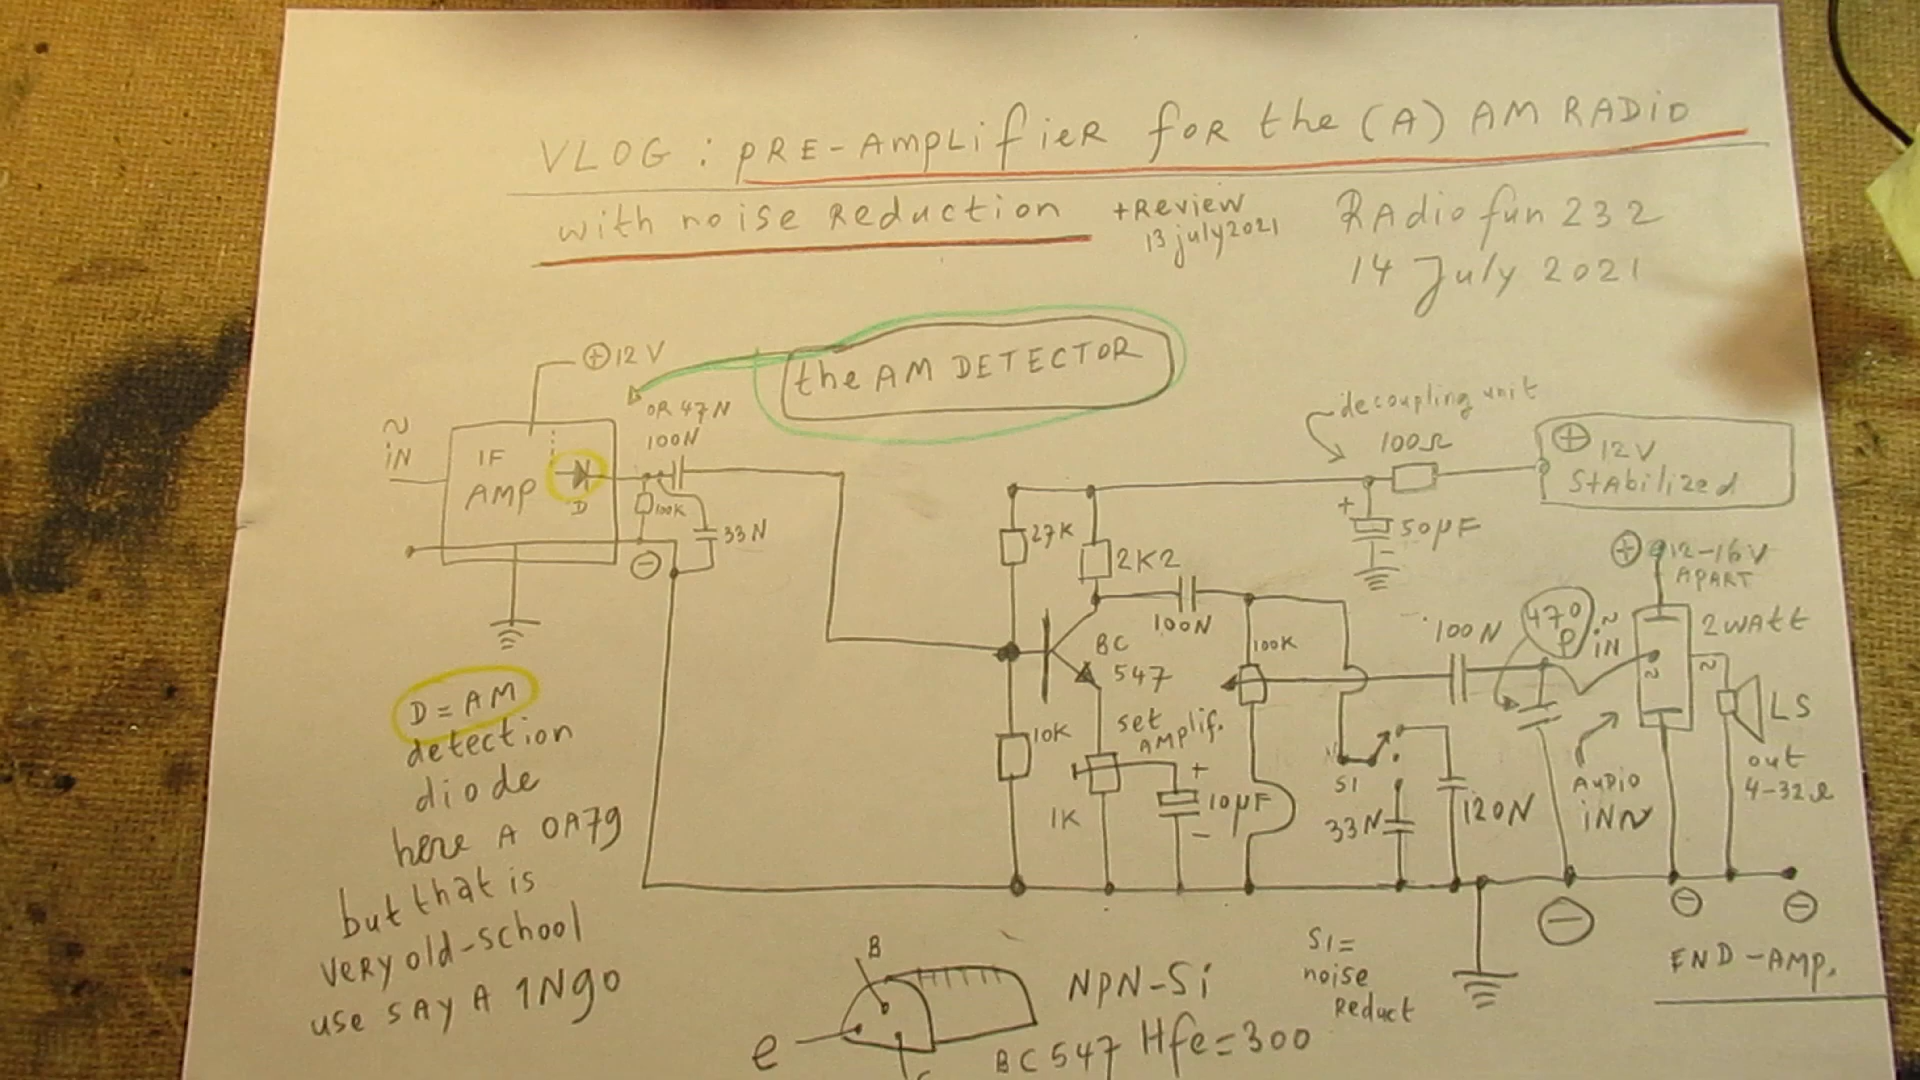 VLOG : PRE-AMPLifiER foR the (A) AM RADiO
with noise Reduction
+Review
13 july 2021
RAdio fun 232
14 July 2021
the AM DETECTOR
⊕12 V
OR 47N
100N
~
iN
IF
AMP
D
100K
33N
⊖
decoupling unit
100Ω
⊕ 12V
StAbilized
+
50µF
-
27K
2K2
100N
BC
547
100K
10K
set
AMPLif.
1K
+
10µF
-
S1
33N
120N
100N
470
P
~
iN
⊕ 12-16V
APART
2WAtt
~
~
LS
out
4-32Ω
AuDiO
iN~
⊖
⊖
⊖
END-AMP.
D = AM
detection
diode
here A OA79
but that is
veRy old-school
use sAy A 1N90
S1=
noise
Reduct
B
e
C
NPN-Si
BC547 Hfe=300